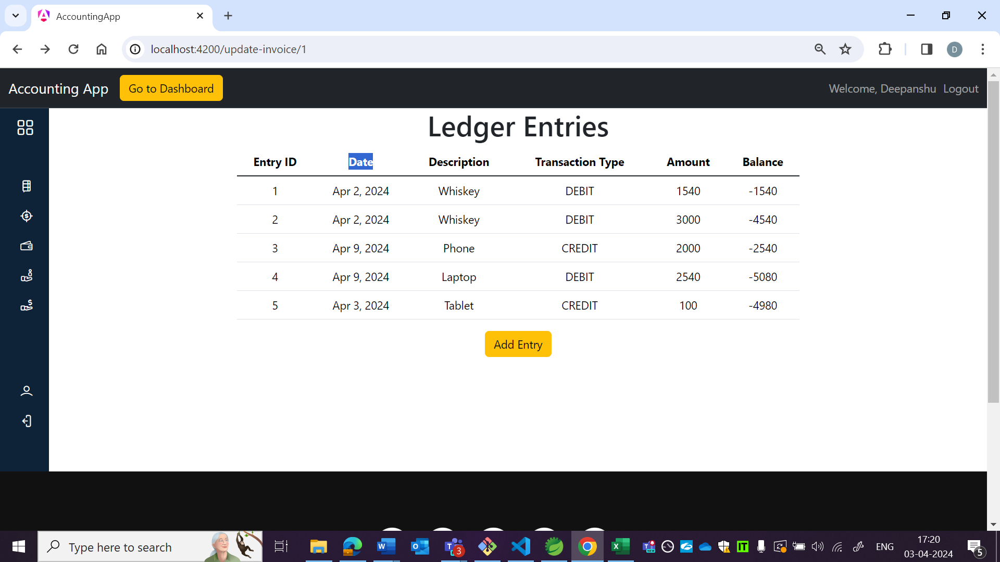 AccountingApp
localhost:4200/update-invoice/1
D
Accounting App
Go to Dashboard
Welcome, Deepanshu
Logout
Ledger Entries
Entry ID Date Description Transaction Type Amount Balance
1 Apr 2, 2024 Whiskey DEBIT 1540 -1540
2 Apr 2, 2024 Whiskey DEBIT 3000 -4540
3 Apr 9, 2024 Phone CREDIT 2000 -2540
4 Apr 9, 2024 Laptop DEBIT 2540 -5080
5 Apr 3, 2024 Tablet CREDIT 100 -4980
Add Entry
Type here to search
3
ENG
17:20
03-04-2024
5